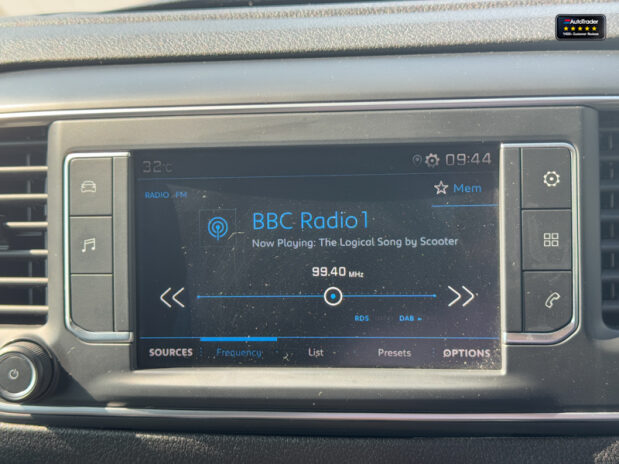 AutoTrader
32°C
09:44
RADIO FM
Mem
BBC Radio 1
Now Playing: The Logical Song by Scooter
99.40 MHz
RDS DAB
SOURCES Frequency List Presets OPTIONS